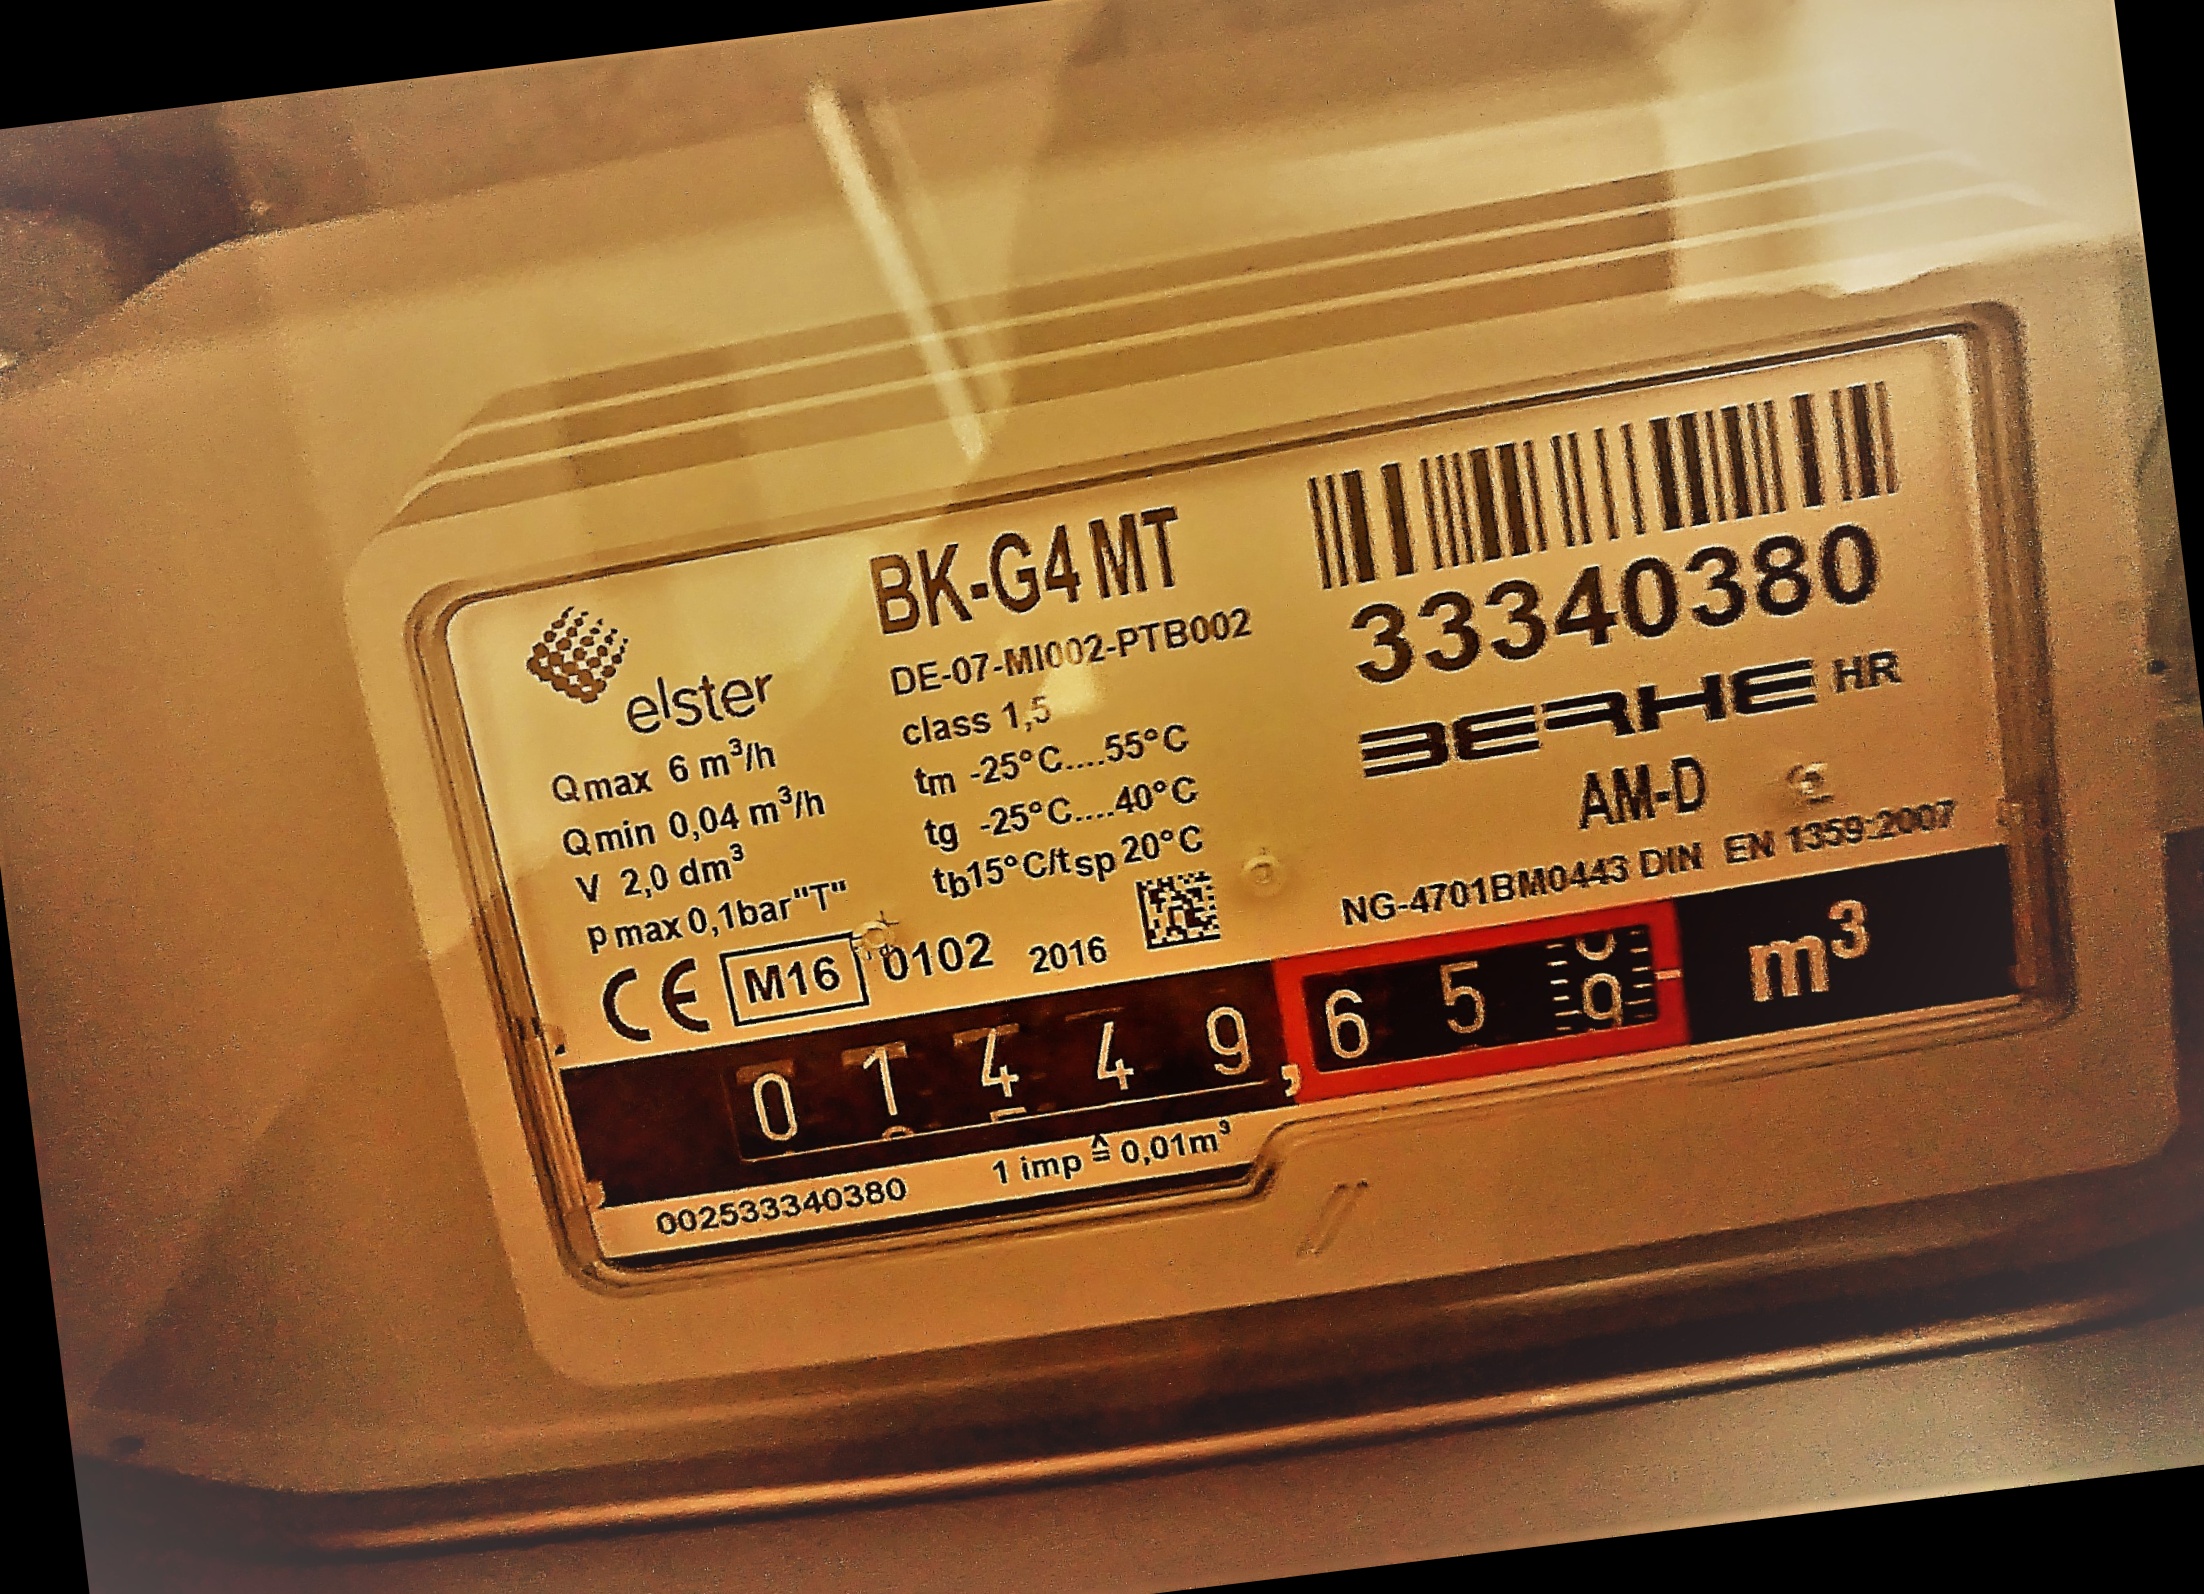 BK-G4 MT
33340380
elster
DE-07-MI002-PTB002
BERHE HR
class 1,5
Qmax 6 m³/h
tm -25°C....55°C
AM-D
Qmin 0,04 m³/h
tg -25°C....40°C
V 2,0 dm³
tb15°C/tsp 20°C
NG-4701BM0443 DIN EN 1359:2007
pmax 0,1bar"T"
CE M16 0102 2016
01449,65 m³
002533340380 1 imp ≙ 0,01m³